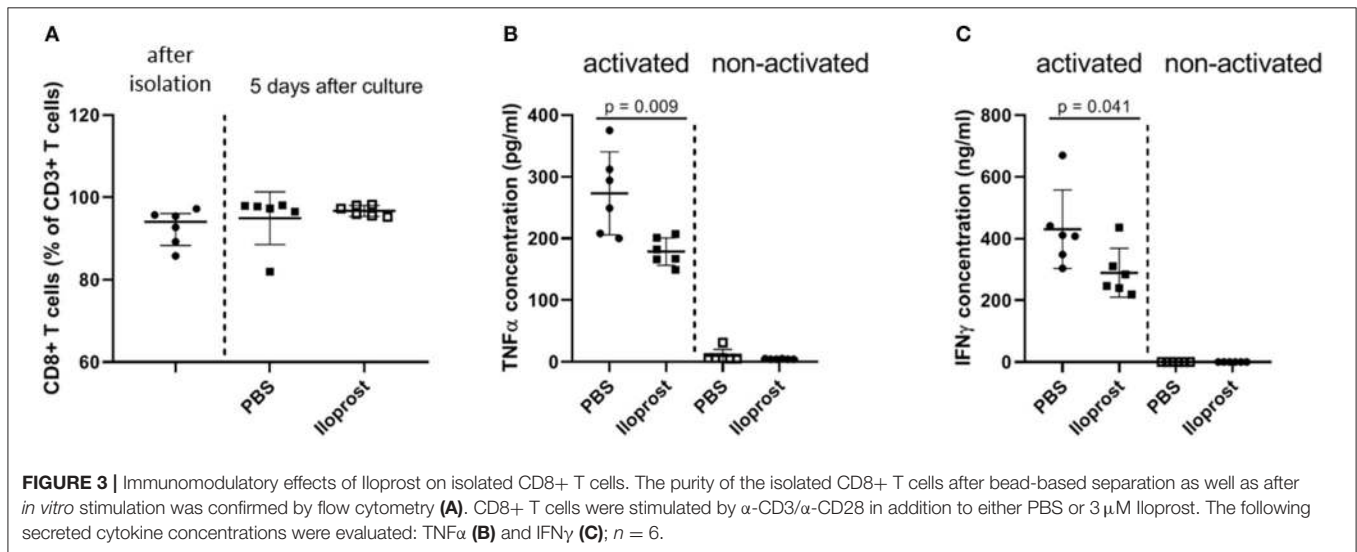 A
after
isolation
5 days after culture
CD8+ T cells (% of CD3+ T cells)
120
100
80
60
PBS
Iloprost
B
activated
non-activated
p = 0.009
TNFα concentration (pg/ml)
400
300
200
100
0
PBS
Iloprost
PBS
Iloprost
C
activated
non-activated
p = 0.041
IFNγ concentration (ng/ml)
800
600
400
200
0
PBS
Iloprost
PBS
Iloprost
FIGURE 3 | Immunomodulatory effects of Iloprost on isolated CD8+ T cells. The purity of the isolated CD8+ T cells after bead-based separation as well as after
in vitro stimulation was confirmed by flow cytometry (A). CD8+ T cells were stimulated by α-CD3/α-CD28 in addition to either PBS or 3 μM Iloprost. The following
secreted cytokine concentrations were evaluated: TNFα (B) and IFNγ (C); n = 6.